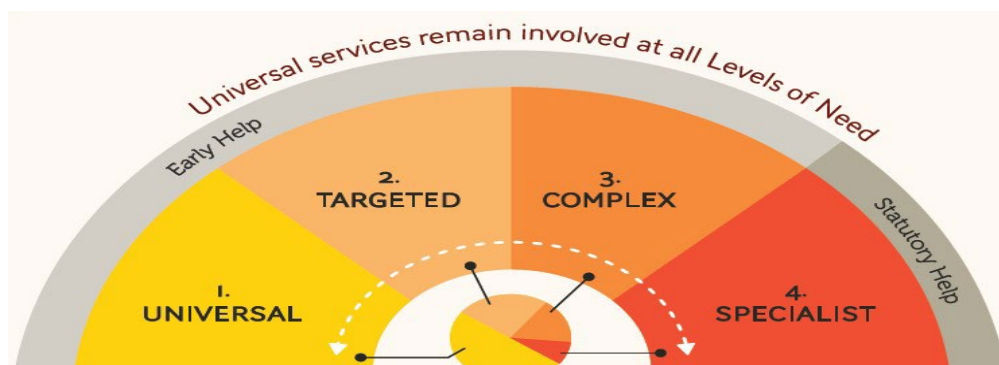 Universal services remain involved at all Levels of Need
Early Help
2.
TARGETED
3.
COMPLEX
Statutory Help
1.
UNIVERSAL
4.
SPECIALIST